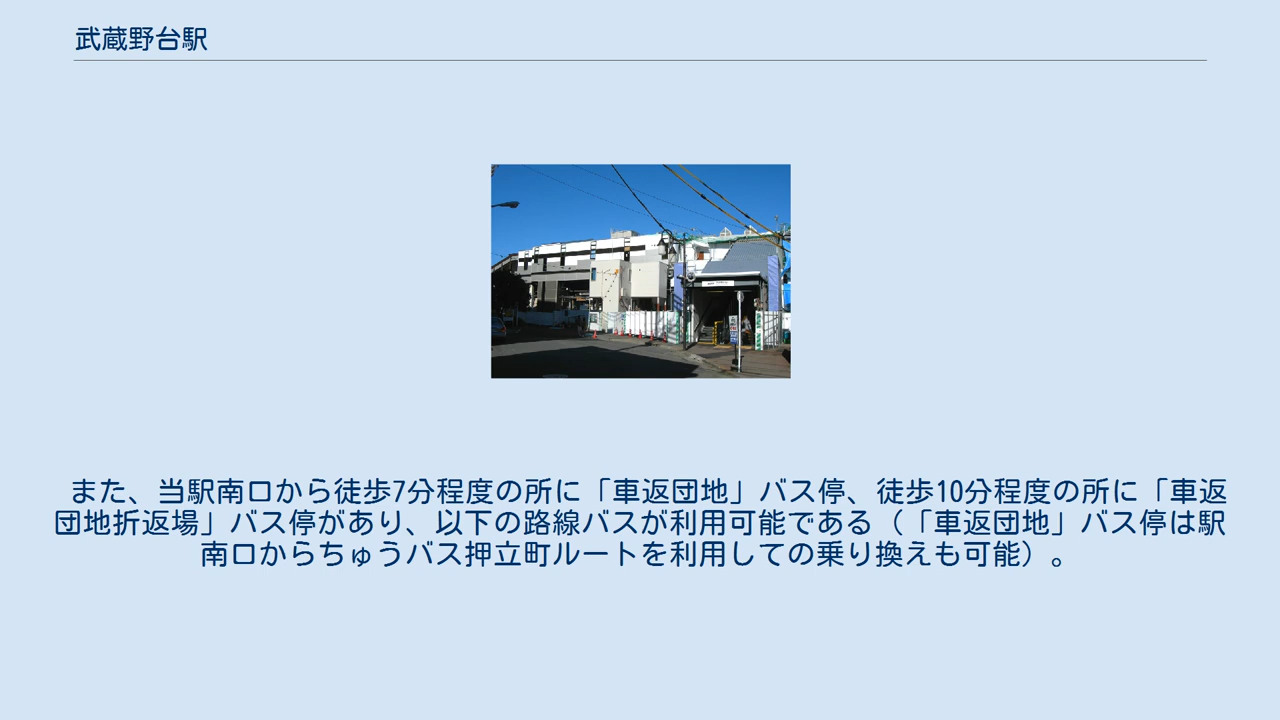 武蔵野台駅
また、当駅南口から徒歩7分程度の所に「車返団地」バス停、徒歩10分程度の所に「車返
団地折返場」バス停があり、以下の路線バスが利用可能である（「車返団地」バス停は駅
南口からちゅうバス押立町ルートを利用しての乗り換えも可能）。